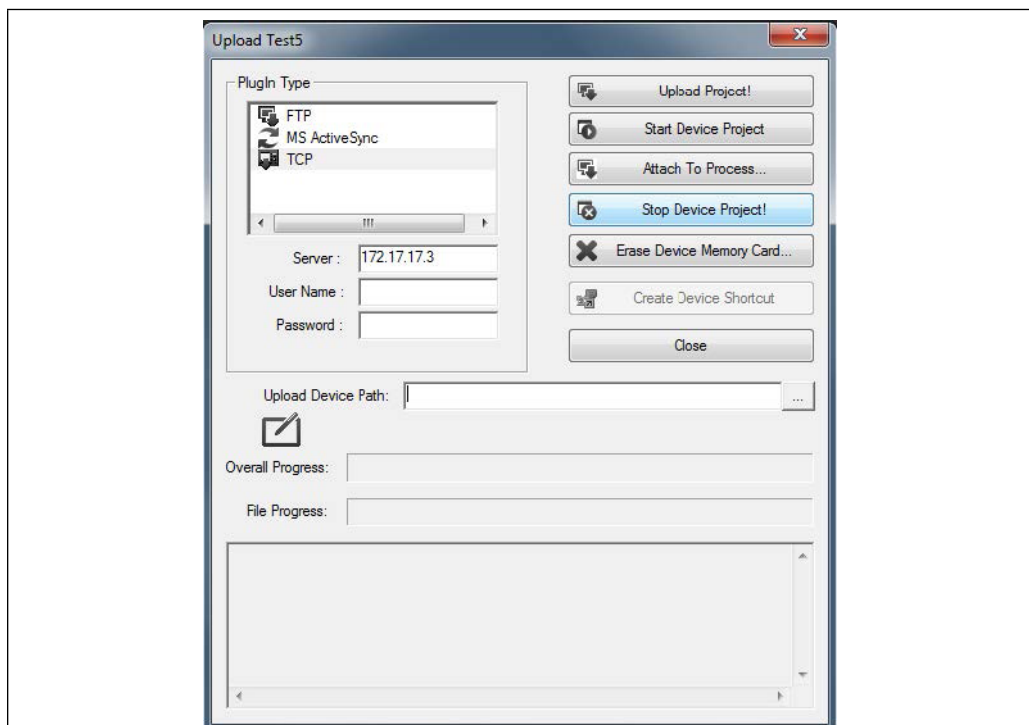 Upload Test5
PlugIn Type
FTP
MS ActiveSync
TCP
Server :
172.17.17.3
User Name :
Password :
Upload Project!
Start Device Project
Attach To Process...
Stop Device Project!
Erase Device Memory Card...
Create Device Shortcut
Close
Upload Device Path:
...
Overall Progress:
File Progress: